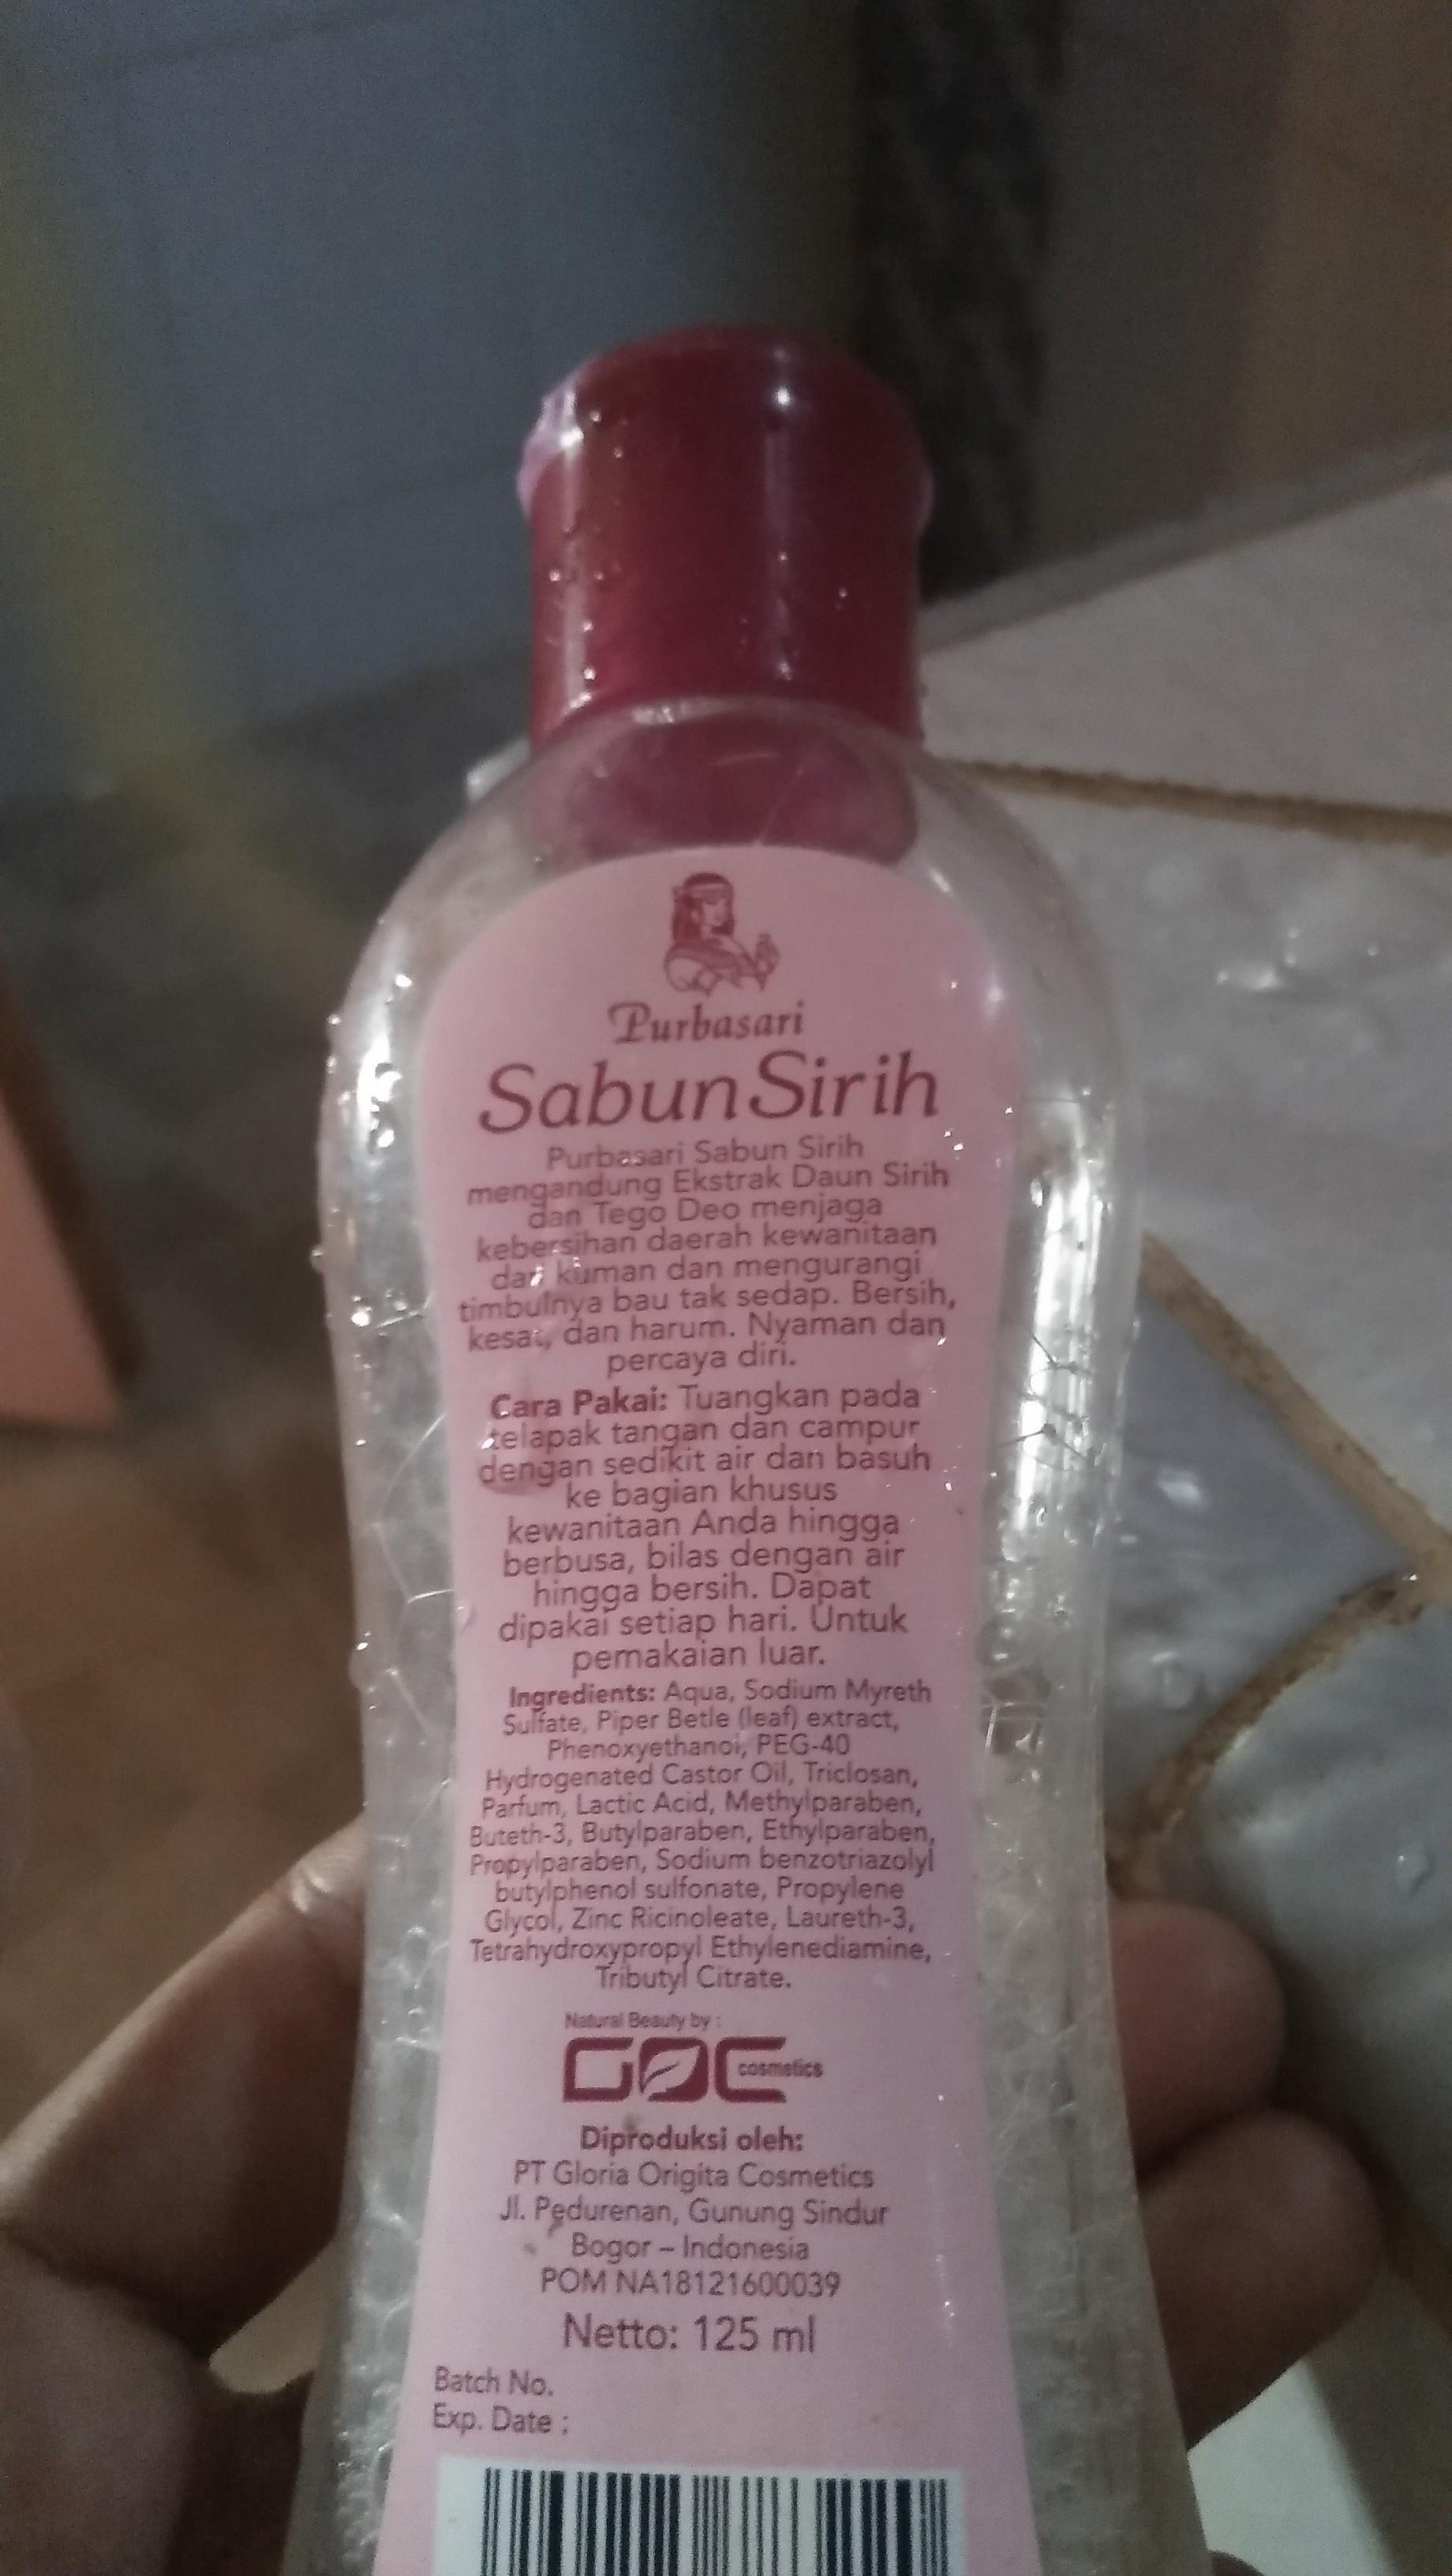 Purbasari
Sabun Sirih
Purbasari Sabun Sirih
mengandung Ekstrak Daun Sirih
dan Tego Deo menjaga
kebersihan daerah kewanitaan
dari kuman dan mengurangi
timbulnya bau tak sedap. Bersih,
kesat, dan harum. Nyaman dan
percaya diri.
Cara Pakai: Tuangkan pada
telapak tangan dan campur
dengan sedikit air dan basuh
ke bagian khusus
kewanitaan Anda hingga
berbusa, bilas dengan air
hingga bersih. Dapat
dipakai setiap hari. Untuk
pemakaian luar.
Ingredients: Aqua, Sodium Myreth
Sulfate, Piper Betle (leaf) extract,
Phenoxyethanol, PEG-40
Hydrogenated Castor Oil, Triclosan,
Parfum, Lactic Acid, Methylparaben,
Buteth-3, Butylparaben, Ethylparaben,
Propylparaben, Sodium benzotriazolyl
butylphenol sulfonate, Propylene
Glycol, Zinc Ricinoleate, Laureth-3,
Tetrahydroxypropyl Ethylenediamine,
Tributyl Citrate.
Natural Beauty by :
GOC cosmetics
Diproduksi oleh:
PT Gloria Origita Cosmetics
Jl. Pedurenan, Gunung Sindur
Bogor – Indonesia
POM NA18121600039
Netto: 125 ml
Batch No.
Exp. Date :